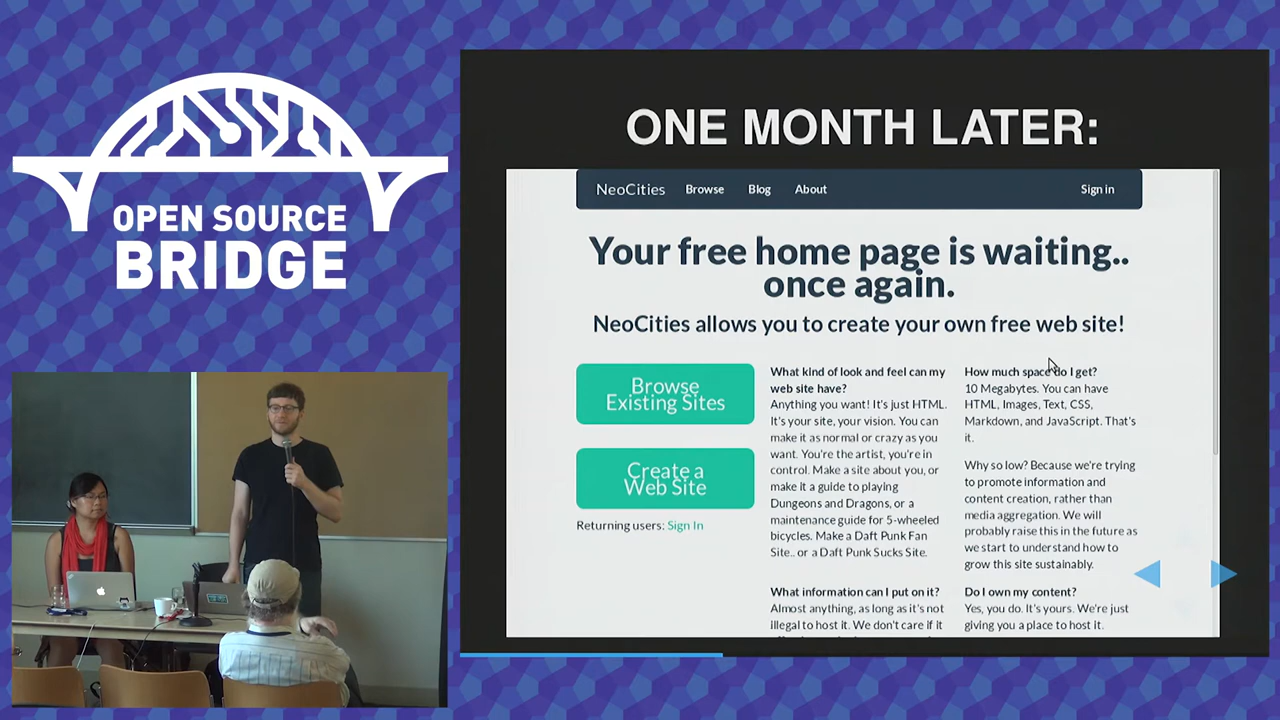 OPEN SOURCE
BRIDGE
ONE MONTH LATER:
NeoCities Browse Blog About Sign in
Your free home page is waiting..
once again.
NeoCities allows you to create your own free web site!
Browse
Existing Sites
Create a
Web Site
Returning users: Sign In
What kind of look and feel can my
web site have?
Anything you want! It's just HTML.
It's your site, your vision. You can
make it as normal or crazy as you
want. You're the artist, you're in
control. Make a site about you, or
make it a guide to playing
Dungeons and Dragons, or a
maintenance guide for 5-wheeled
bicycles. Make a Daft Punk Fan
Site.. or a Daft Punk Sucks Site.
What information can I put on it?
Almost anything, as long as it's not
illegal to host it. We don't care if it
How much space do I get?
10 Megabytes. You can have
HTML, Images, Text, CSS,
Markdown, and JavaScript. That's
it.
Why so low? Because we're trying
to promote information and
content creation, rather than
media aggregation. We will
probably raise this in the future as
we start to understand how to
grow this site sustainably.
Do I own my content?
Yes, you do. It's yours. We're just
giving you a place to host it.